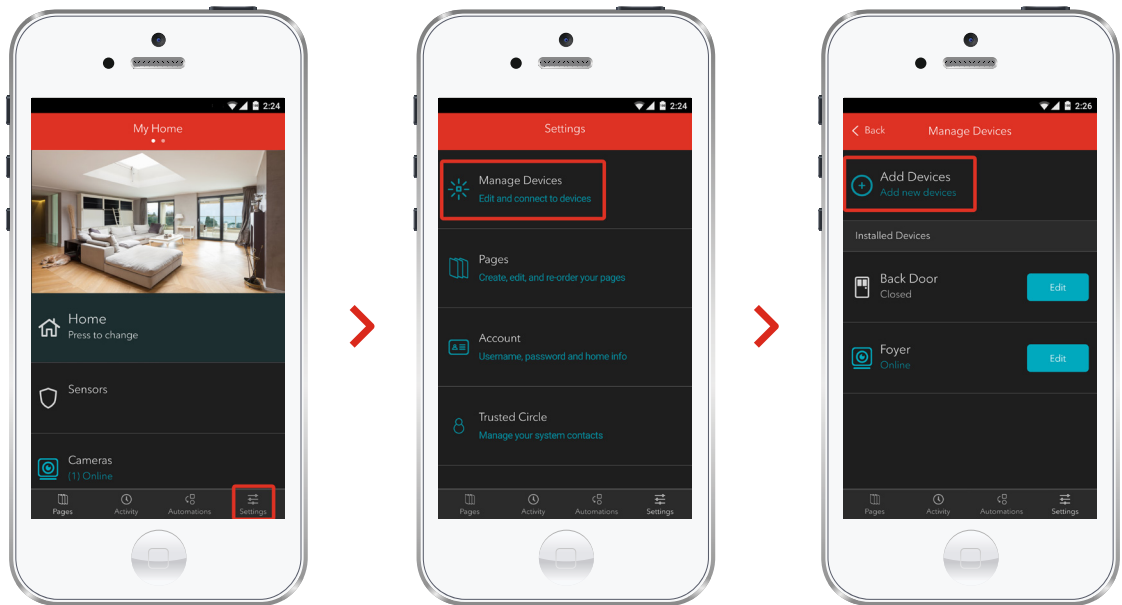 2:24
My Home
Home
Press to change
Sensors
Cameras
(1) Online
Pages Activity Automations Settings
2:24
Settings
Manage Devices
Edit and connect to devices
Pages
Create, edit, and re-order your pages
Account
Username, password and home info
Trusted Circle
Manage your system contacts
Pages Activity Automations Settings
2:26
Back Manage Devices
Add Devices
Add new devices
Installed Devices
Back Door
Closed
Edit
Foyer
Online
Edit
Pages Activity Automations Settings